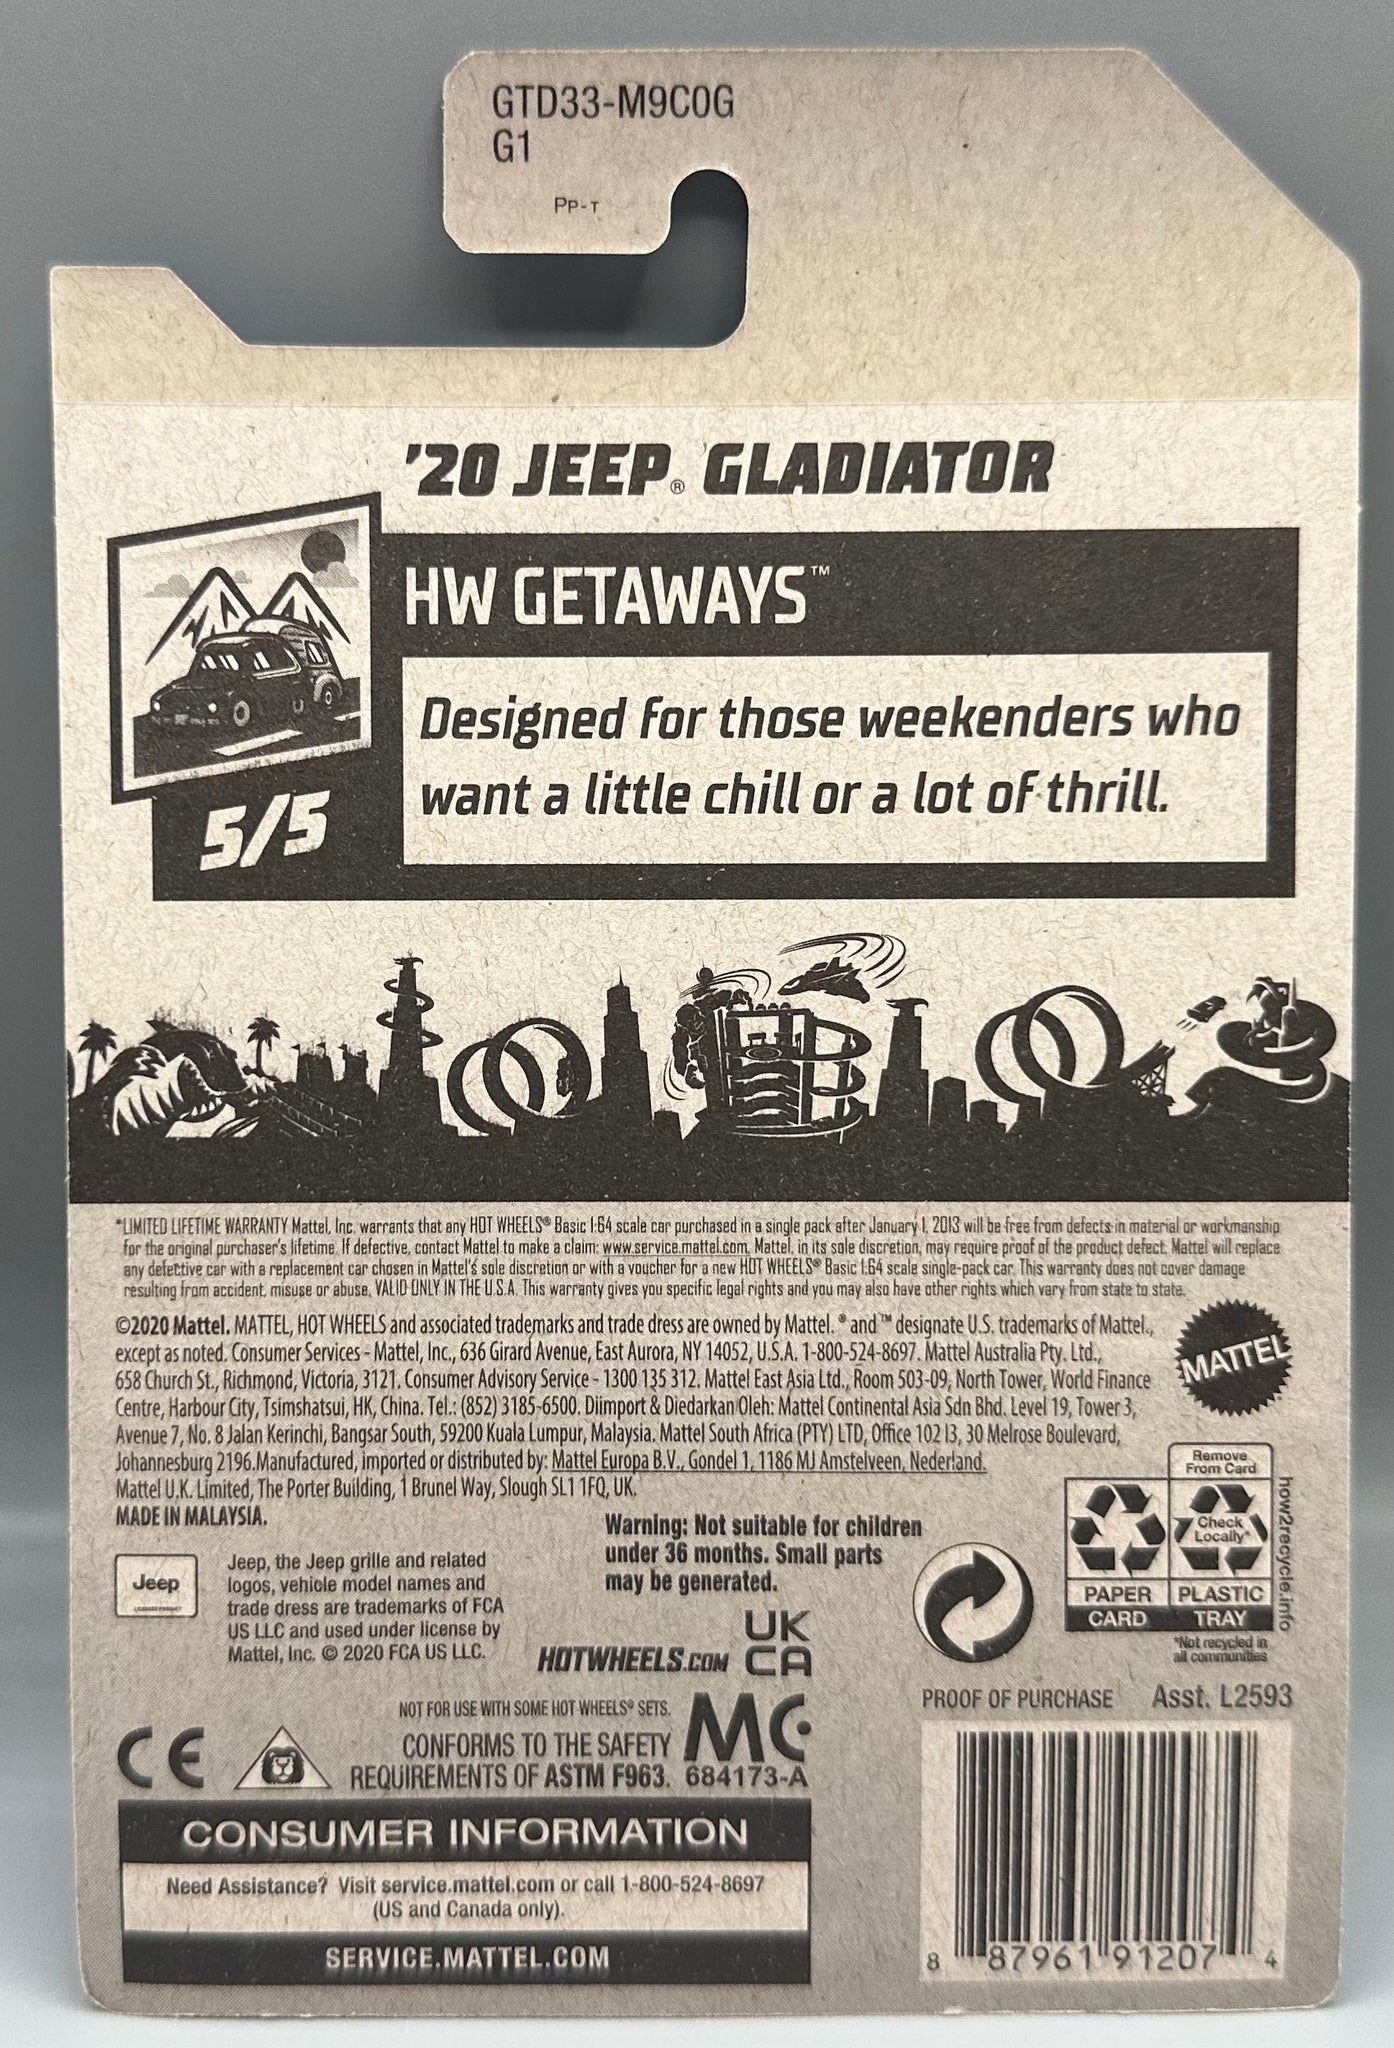 GTD33-M9C0G
G1
PP-T
'20 JEEP® GLADIATOR
HW GETAWAYS™
Designed for those weekenders who
want a little chill or a lot of thrill.
5/5
*LIMITED LIFETIME WARRANTY Mattel, Inc. warrants that any HOT WHEELS® Basic 1:64 scale car purchased in a single pack after January 1, 2013 will be free from defects in material or workmanship
for the original purchaser's lifetime. If defective, contact Mattel to make a claim: www.service.mattel.com. Mattel, in its sole discretion, may require proof of the product defect. Mattel will replace
any defective car with a replacement car chosen in Mattel's sole discretion or with a voucher for a new HOT WHEELS® Basic 1:64 scale single-pack car. This warranty does not cover damage
resulting from accident, misuse or abuse. VALID ONLY IN THE U.S.A. This warranty gives you specific legal rights and you may also have other rights which vary from state to state.
©2020 Mattel. MATTEL, HOT WHEELS and associated trademarks and trade dress are owned by Mattel. ® and ™ designate U.S. trademarks of Mattel,
except as noted. Consumer Services - Mattel, Inc., 636 Girard Avenue, East Aurora, NY 14052, U.S.A. 1-800-524-8697. Mattel Australia Pty. Ltd.,
658 Church St., Richmond, Victoria, 3121. Consumer Advisory Service - 1300 135 312. Mattel East Asia Ltd., Room 503-09, North Tower, World Finance
Centre, Harbour City, Tsimshatsui, HK, China. Tel.: (852) 3185-6500. Diimport & Diedarkan Oleh: Mattel Continental Asia Sdn Bhd. Level 19, Tower 3,
Avenue 7, No. 8 Jalan Kerinchi, Bangsar South, 59200 Kuala Lumpur, Malaysia. Mattel South Africa (PTY) LTD, Office 102 I3, 30 Melrose Boulevard,
Johannesburg 2196.Manufactured, imported or distributed by: Mattel Europa B.V., Gondel 1, 1186 MJ Amstelveen, Nederland.
Mattel U.K. Limited, The Porter Building, 1 Brunel Way, Slough SL1 1FQ, UK.
MADE IN MALAYSIA.
MATTEL
Remove
From Card
Check
Locally*
PAPER
PLASTIC
CARD
TRAY
*Not recycled in
all communities
how2recycle.info
Warning: Not suitable for children
under 36 months. Small parts
may be generated.
Jeep
LICENSED PRODUCT
Jeep, the Jeep grille and related
logos, vehicle model names and
trade dress are trademarks of FCA
US LLC and used under license by
Mattel, Inc. © 2020 FCA US LLC.
HOTWHEELS.COM
UK
CA
NOT FOR USE WITH SOME HOT WHEELS® SETS.
CE
CONFORMS TO THE SAFETY
REQUIREMENTS OF ASTM F963.
MC
684173-A
PROOF OF PURCHASE
Asst. L2593
CONSUMER INFORMATION
Need Assistance? Visit service.mattel.com or call 1-800-524-8697
(US and Canada only).
SERVICE.MATTEL.COM
8 87961 91207 4